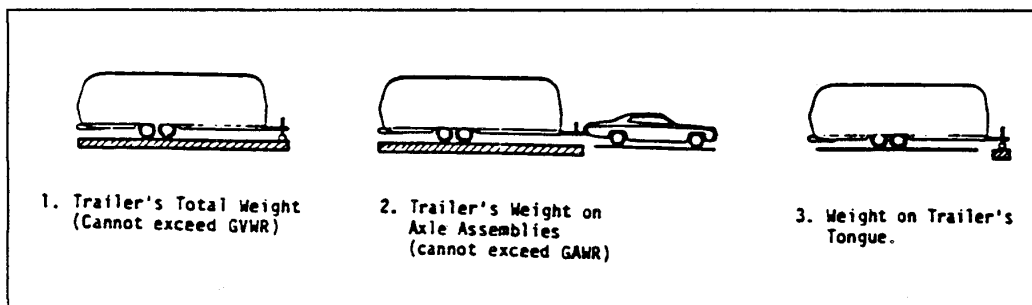 1. Trailer's Total Weight
(Cannot exceed GVWR)
2. Trailer's Weight on
Axle Assemblies
(cannot exceed GAWR)
3. Weight on Trailer's
Tongue.